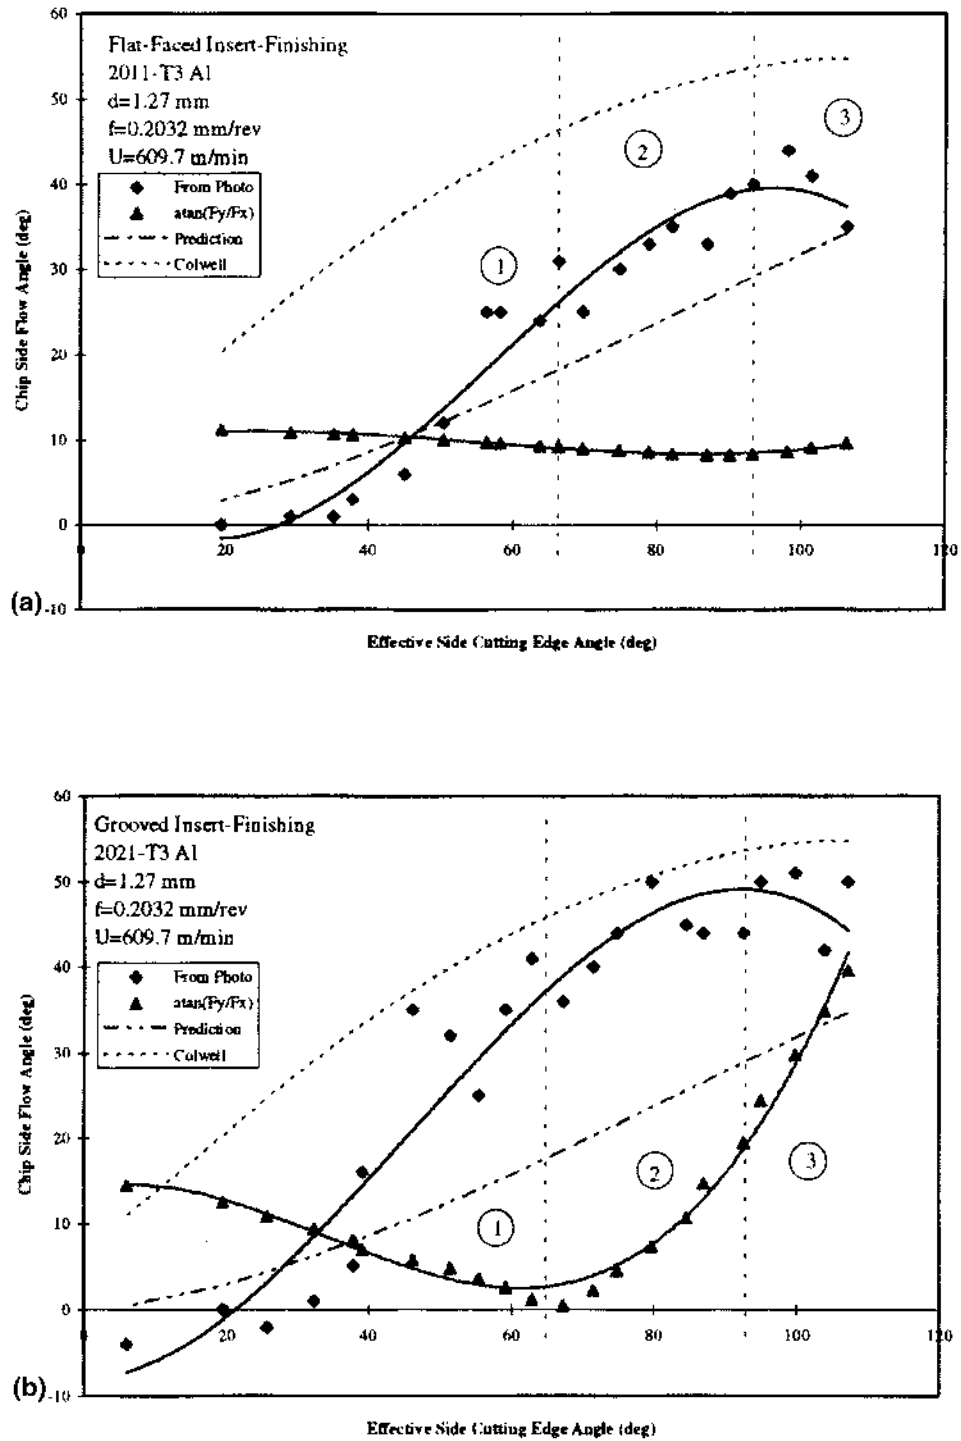 60
Flat-Faced Insert-Finishing
2011-T3 Al
d=1.27 mm
f=0.2032 mm/rev
U=609.7 m/min
From Photo
atan(Fy/Fx)
Prediction
Colwell
1
2
3
50
40
30
20
10
0
-10
Chip Side Flow Angle (deg)
0 20 40 60 80 100 120
(a)
Effective Side Cutting Edge Angle (deg)
60
Grooved Insert-Finishing
2021-T3 Al
d=1.27 mm
f=0.2032 mm/rev
U=609.7 m/min
From Photo
atan(Fy/Fx)
Prediction
Colwell
1
2
3
50
40
30
20
10
0
-10
Chip Side Flow Angle (deg)
0 20 40 60 80 100 120
(b)
Effective Side Cutting Edge Angle (deg)